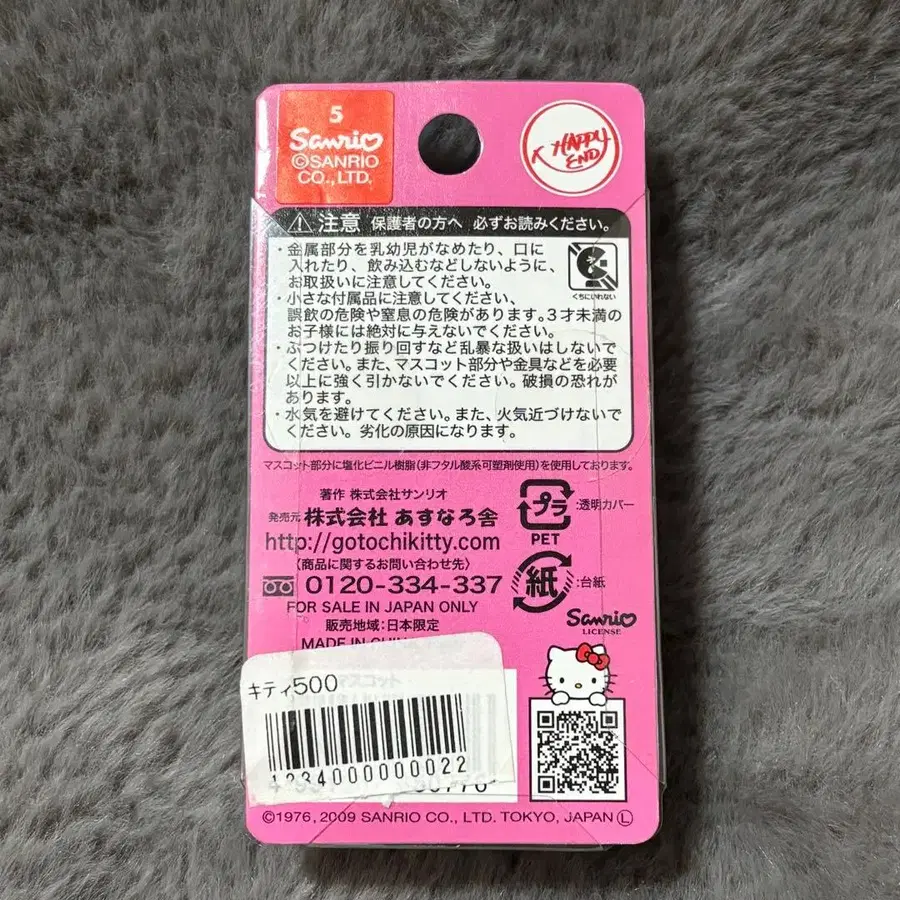 5
Sanrio
©SANRIO
CO.,LTD.
HAPPY
END
注意 保護者の方へ 必ずお読みください。
・金属部分を乳幼児がなめたり、口に
入れたり、飲み込むなどしないように、
お取扱いに注意してください。
くちにいれない
・小さな付属品に注意してください、
誤飲の危険や窒息の危険があります。3才未満の
お子様には絶対に与えないでください。
・ぶつけたり振り回すなど乱暴な扱いはしないで
ください。また、マスコット部分や金具などを必要
以上に強く引かないでください。破損の恐れが
あります。
・水気を避けてください。また、火気近づけないで
ください。劣化の原因になります。
マスコット部分に塩化ビニル樹脂(非フタル酸系可塑剤使用)を使用しております。
著作 株式会社サンリオ
発売元 株式会社 あすなろ舎
http://gotochikitty.com
〈商品に関するお問い合わせ先〉
0120-334-337
FOR SALE IN JAPAN ONLY
販売地域:日本限定
MADE IN
プラ
:透明カバー
PET
紙
:台紙
Sanrio
LICENSE
マスコット
キティ500
1234000000022
©1976, 2009 SANRIO CO., LTD. TOKYO, JAPAN Ⓛ